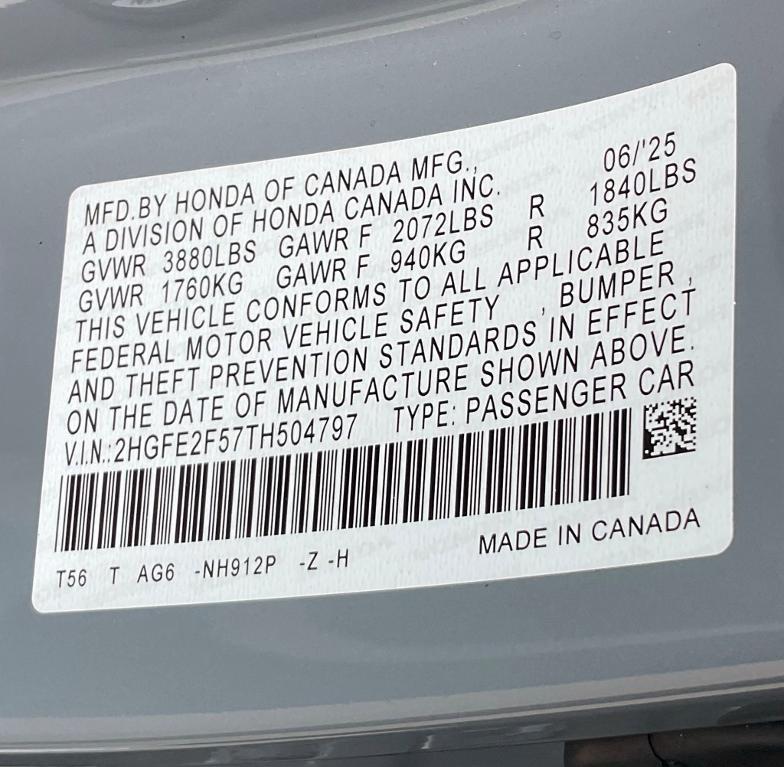 MFD.BY HONDA OF CANADA MFG., 06/'25
A DIVISION OF HONDA CANADA INC.
GVWR 3880LBS GAWR F 2072LBS R 1840LBS
GVWR 1760KG GAWR F 940KG R 835KG
THIS VEHICLE CONFORMS TO ALL APPLICABLE
FEDERAL MOTOR VEHICLE SAFETY , BUMPER ,
AND THEFT PREVENTION STANDARDS IN EFFECT
ON THE DATE OF MANUFACTURE SHOWN ABOVE.
V.I.N.:2HGFE2F57TH504797 TYPE: PASSENGER CAR
T56 T AG6 -NH912P -Z -H MADE IN CANADA